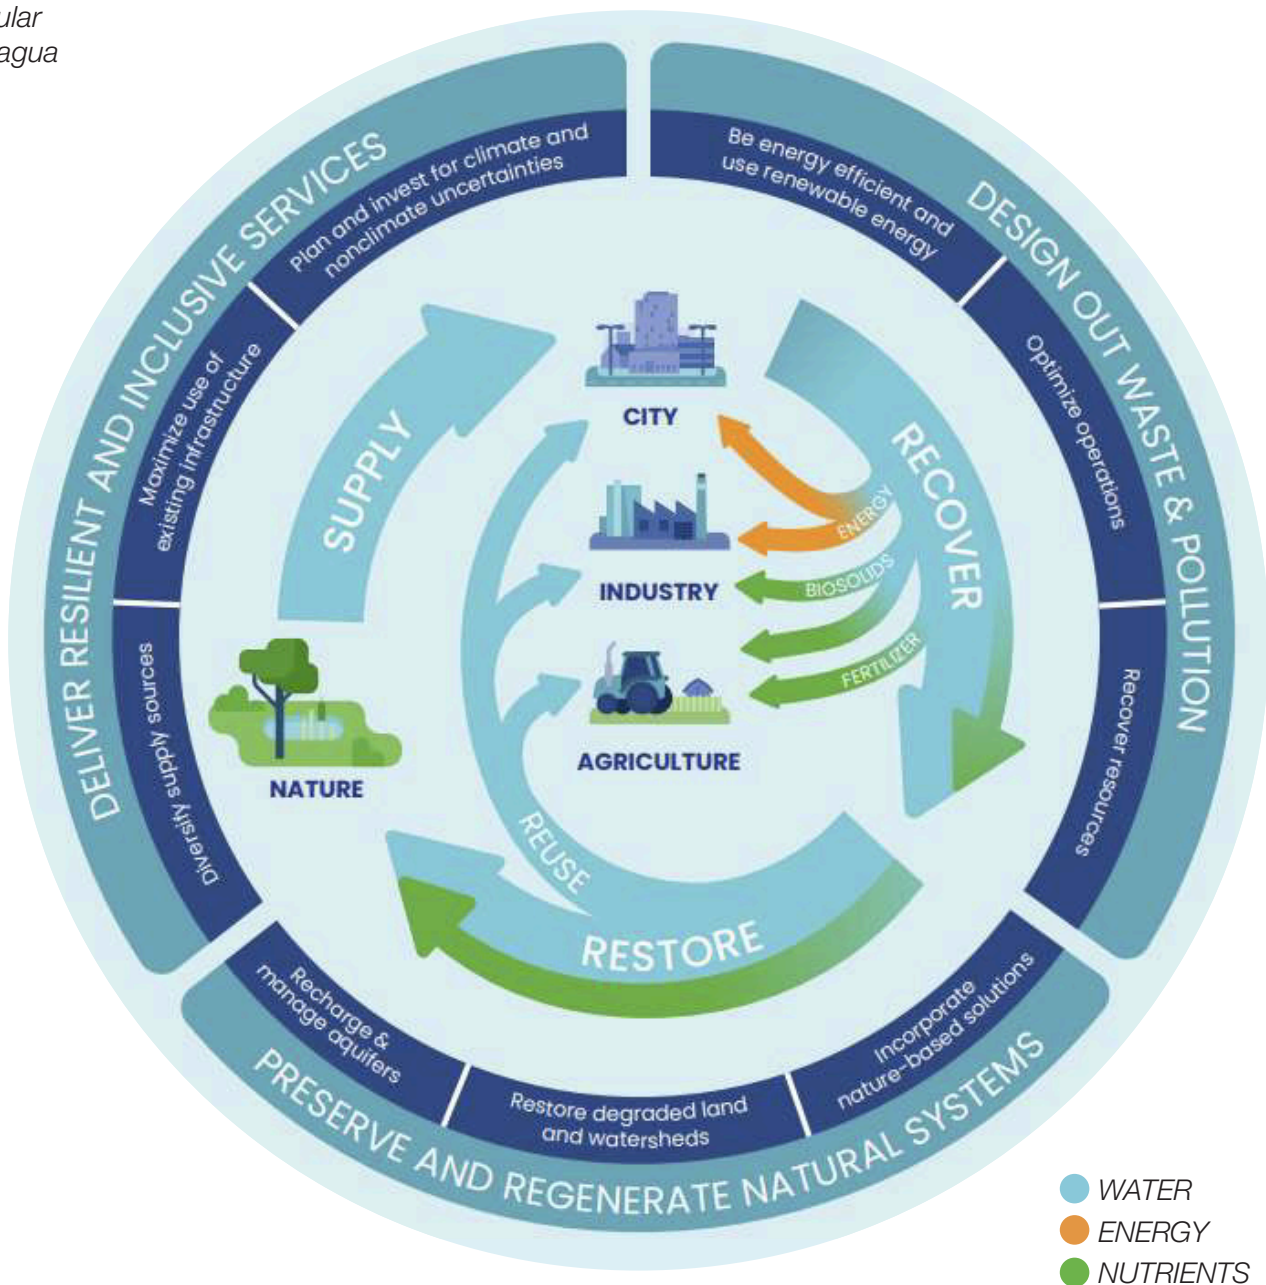 ular
agua
DELIVER RESILIENT AND INCLUSIVE SERVICES
Plan and invest for climate and
nonclimate uncertainties
Maximize use of
existing infrastructure
Diversify supply sources
DESIGN OUT WASTE & POLLUTION
Be energy efficient and
use renewable energy
Optimize operations
Recover resources
PRESERVE AND REGENERATE NATURAL SYSTEMS
Recharge &
manage aquifers
Restore degraded land
and watersheds
Incorporate
nature-based solutions
SUPPLY
CITY
RECOVER
ENERGY
INDUSTRY
BIOSOLIDS
FERTILIZER
AGRICULTURE
NATURE
REUSE
RESTORE
WATER
ENERGY
NUTRIENTS